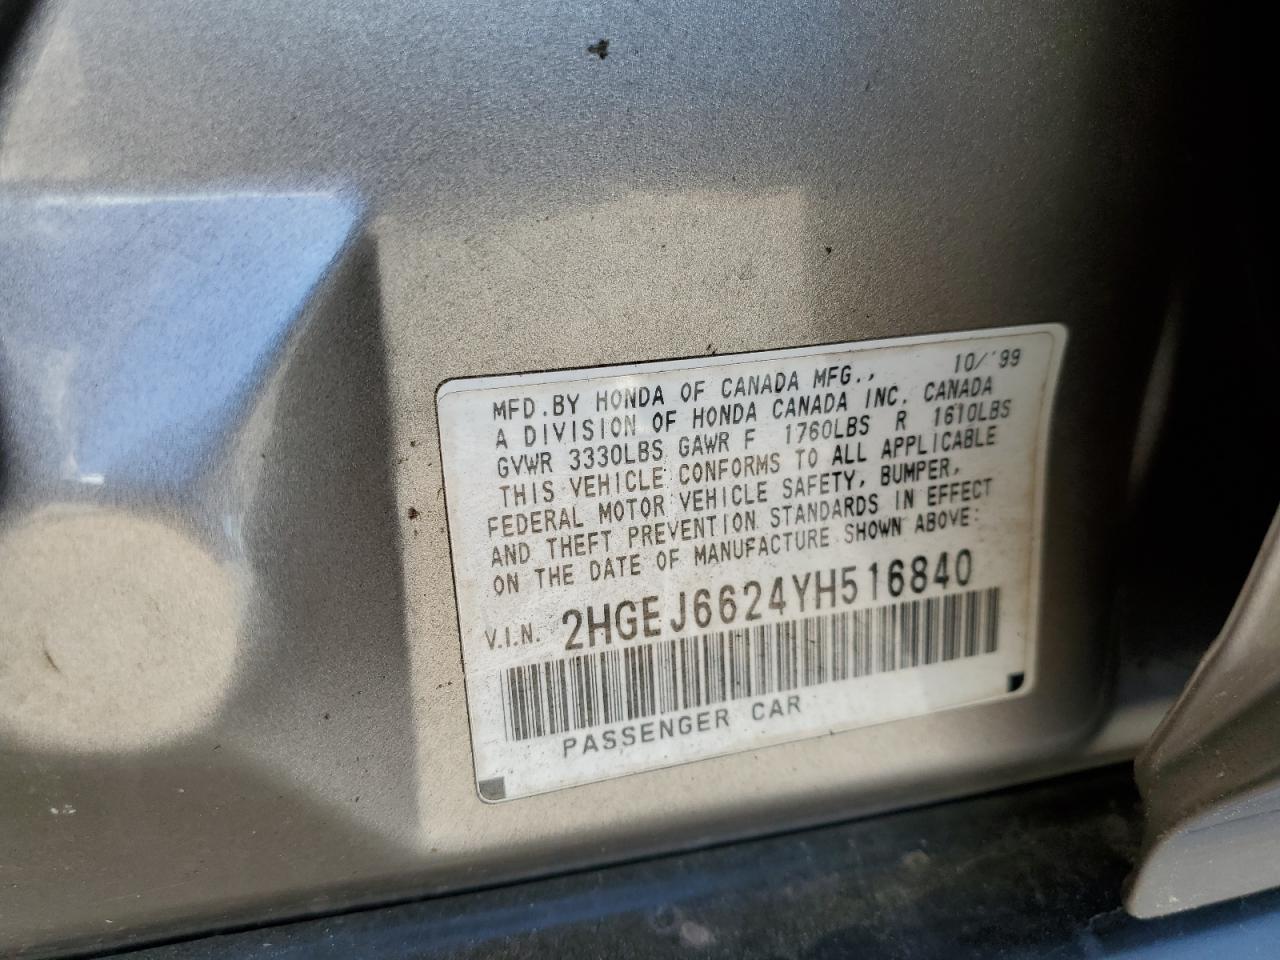 10/'99
MFD.BY HONDA OF CANADA MFG.,
A DIVISION OF HONDA CANADA INC. CANADA
GVWR 3330LBS GAWR F 1760LBS R 1610LBS
THIS VEHICLE CONFORMS TO ALL APPLICABLE
FEDERAL MOTOR VEHICLE SAFETY, BUMPER,
AND THEFT PREVENTION STANDARDS IN EFFECT
ON THE DATE OF MANUFACTURE SHOWN ABOVE:
V.I.N. 2HGEJ6624YH516840
PASSENGER CAR